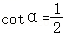 cot α = 1/2